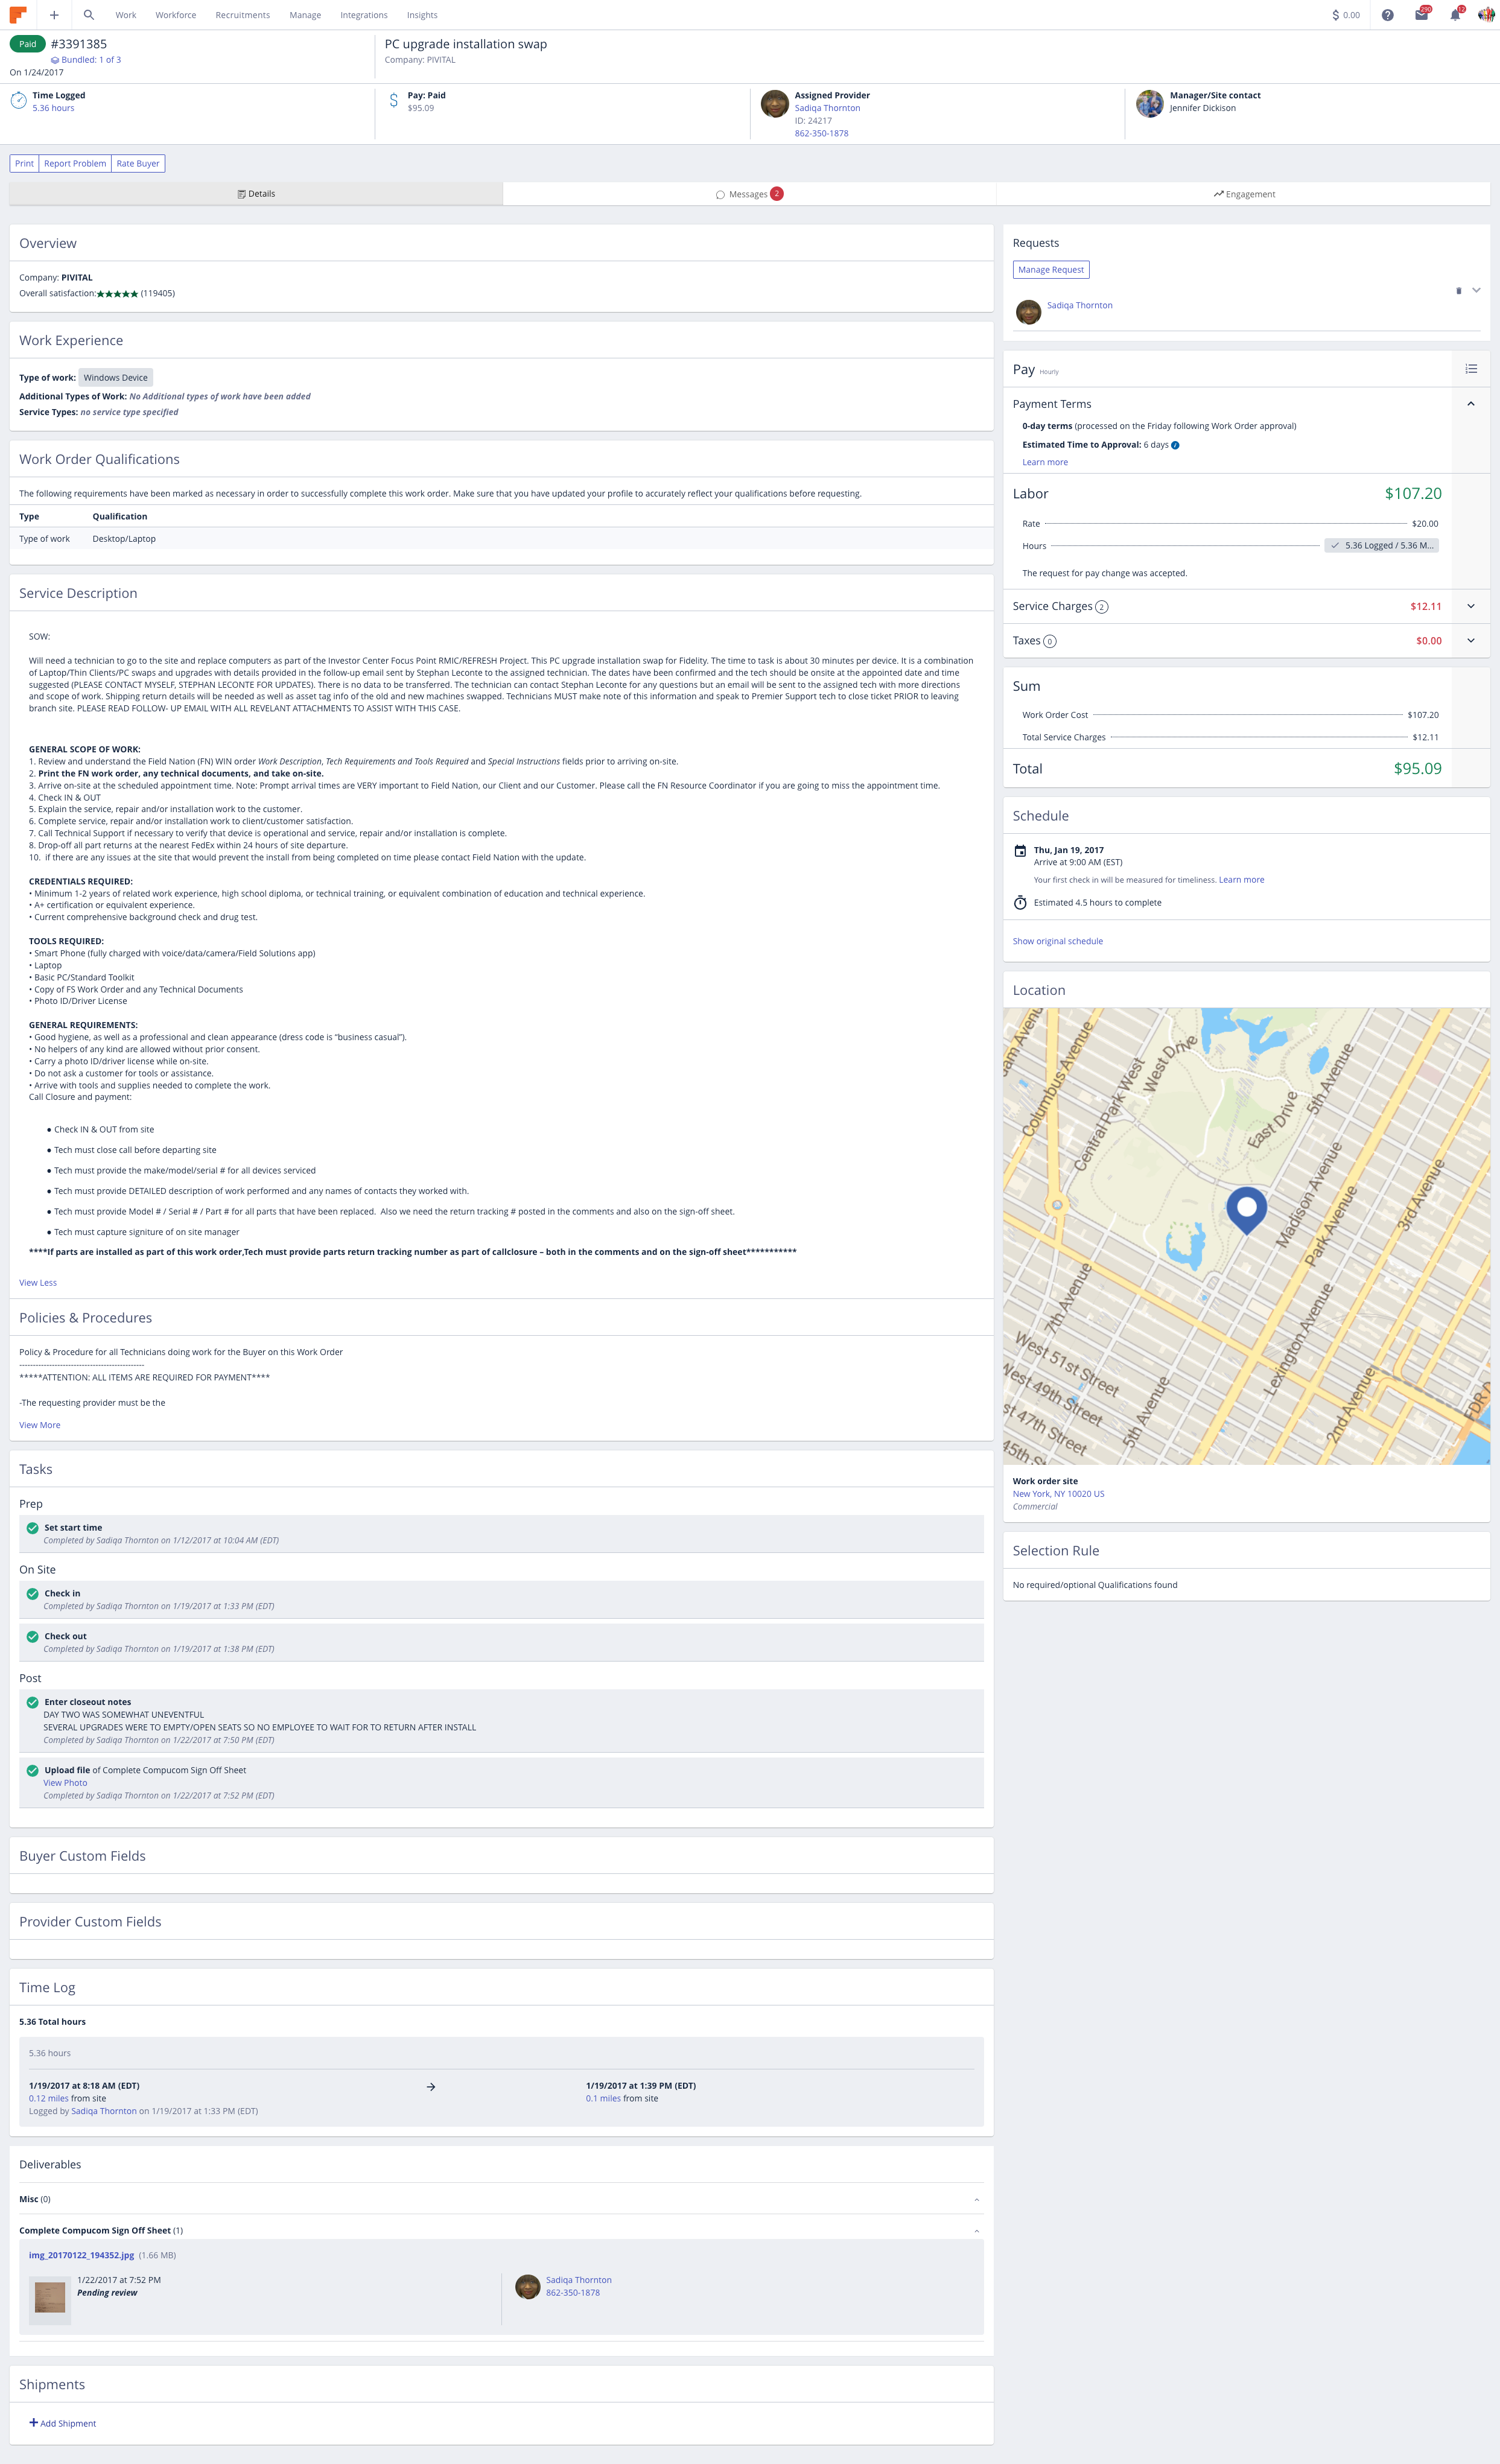 Work Workforce Recruitments Manage Integrations Insights
$ 0.00
290
12
Paid #3391385
Bundled: 1 of 3
On 1/24/2017
PC upgrade installation swap
Company: PIVITAL
Time Logged
5.36 hours
Pay: Paid
$95.09
Assigned Provider
Sadiqa Thornton
ID: 24217
862-350-1878
Manager/Site contact
Jennifer Dickison
Print Report Problem Rate Buyer
Details
Messages 2
Engagement
Overview
Company: PIVITAL
Overall satisfaction:★★★★★ (119405)
Work Experience
Type of work: Windows Device
Additional Types of Work: No Additional types of work have been added
Service Types: no service type specified
Work Order Qualifications
The following requirements have been marked as necessary in order to successfully complete this work order. Make sure that you have updated your profile to accurately reflect your qualifications before requesting.
Type Qualification
Type of work Desktop/Laptop
Service Description
SOW:
Will need a technician to go to the site and replace computers as part of the Investor Center Focus Point RMIC/REFRESH Project. This PC upgrade installation swap for Fidelity. The time to task is about 30 minutes per device. It is a combination
of Laptop/Thin Clients/PC swaps and upgrades with details provided in the follow-up email sent by Stephan Leconte to the assigned technician. The dates have been confirmed and the tech should be onsite at the appointed date and time
suggested (PLEASE CONTACT MYSELF, STEPHAN LECONTE FOR UPDATES). There is no data to be transferred. The technician can contact Stephan Leconte for any questions but an email will be sent to the assigned tech with more directions
and scope of work. Shipping return details will be needed as well as asset tag info of the old and new machines swapped. Technicians MUST make note of this information and speak to Premier Support tech to close ticket PRIOR to leaving
branch site. PLEASE READ FOLLOW- UP EMAIL WITH ALL REVELANT ATTACHMENTS TO ASSIST WITH THIS CASE.
GENERAL SCOPE OF WORK:
1. Review and understand the Field Nation (FN) WIN order Work Description, Tech Requirements and Tools Required and Special Instructions fields prior to arriving on-site.
2. Print the FN work order, any technical documents, and take on-site.
3. Arrive on-site at the scheduled appointment time. Note: Prompt arrival times are VERY important to Field Nation, our Client and our Customer. Please call the FN Resource Coordinator if you are going to miss the appointment time.
4. Check IN & OUT
5. Explain the service, repair and/or installation work to the customer.
6. Complete service, repair and/or installation work to client/customer satisfaction.
7. Call Technical Support if necessary to verify that device is operational and service, repair and/or installation is complete.
8. Drop-off all part returns at the nearest FedEx within 24 hours of site departure.
10. if there are any issues at the site that would prevent the install from being completed on time please contact Field Nation with the update.
CREDENTIALS REQUIRED:
• Minimum 1-2 years of related work experience, high school diploma, or technical training, or equivalent combination of education and technical experience.
• A+ certification or equivalent experience.
• Current comprehensive background check and drug test.
TOOLS REQUIRED:
• Smart Phone (fully charged with voice/data/camera/Field Solutions app)
• Laptop
• Basic PC/Standard Toolkit
• Copy of FS Work Order and any Technical Documents
• Photo ID/Driver License
GENERAL REQUIREMENTS:
• Good hygiene, as well as a professional and clean appearance (dress code is “business casual”).
• No helpers of any kind are allowed without prior consent.
• Carry a photo ID/driver license while on-site.
• Do not ask a customer for tools or assistance.
• Arrive with tools and supplies needed to complete the work.
Call Closure and payment:
● Check IN & OUT from site
● Tech must close call before departing site
● Tech must provide the make/model/serial # for all devices serviced
● Tech must provide DETAILED description of work performed and any names of contacts they worked with.
● Tech must provide Model # / Serial # / Part # for all parts that have been replaced. Also we need the return tracking # posted in the comments and also on the sign-off sheet.
● Tech must capture signiture of on site manager
****If parts are installed as part of this work order,Tech must provide parts return tracking number as part of callclosure – both in the comments and on the sign-off sheet***********
View Less
Policies & Procedures
Policy & Procedure for all Technicians doing work for the Buyer on this Work Order
----------------------------------------------
*****ATTENTION: ALL ITEMS ARE REQUIRED FOR PAYMENT****
-The requesting provider must be the
View More
Tasks
Prep
Set start time
Completed by Sadiqa Thornton on 1/12/2017 at 10:04 AM (EDT)
On Site
Check in
Completed by Sadiqa Thornton on 1/19/2017 at 1:33 PM (EDT)
Check out
Completed by Sadiqa Thornton on 1/19/2017 at 1:38 PM (EDT)
Post
Enter closeout notes
DAY TWO WAS SOMEWHAT UNEVENTFUL
SEVERAL UPGRADES WERE TO EMPTY/OPEN SEATS SO NO EMPLOYEE TO WAIT FOR TO RETURN AFTER INSTALL
Completed by Sadiqa Thornton on 1/22/2017 at 7:50 PM (EDT)
Upload file of Complete Compucom Sign Off Sheet
View Photo
Completed by Sadiqa Thornton on 1/22/2017 at 7:52 PM (EDT)
Buyer Custom Fields
Provider Custom Fields
Time Log
5.36 Total hours
5.36 hours
1/19/2017 at 8:18 AM (EDT) 1/19/2017 at 1:39 PM (EDT)
0.12 miles from site 0.1 miles from site
Logged by Sadiqa Thornton on 1/19/2017 at 1:33 PM (EDT)
Deliverables
Misc (0)
Complete Compucom Sign Off Sheet (1)
img_20170122_194352.jpg (1.66 MB)
1/22/2017 at 7:52 PM
Pending review
Sadiqa Thornton
862-350-1878
Shipments
Add Shipment
Requests
Manage Request
Sadiqa Thornton
Pay Hourly
Payment Terms
0-day terms (processed on the Friday following Work Order approval)
Estimated Time to Approval: 6 days
Learn more
Labor $107.20
Rate $20.00
Hours 5.36 Logged / 5.36 M...
The request for pay change was accepted.
Service Charges 2 $12.11
Taxes 0 $0.00
Sum
Work Order Cost $107.20
Total Service Charges $12.11
Total $95.09
Schedule
Thu, Jan 19, 2017
Arrive at 9:00 AM (EST)
Your first check in will be measured for timeliness. Learn more
Estimated 4.5 hours to complete
Show original schedule
Location
Columbus Avenue
Central Park West
West Drive
East Drive
5th Avenue
Madison Avenue
Park Avenue
3rd Avenue
7th Avenue
Lexington Avenue
West 51st Street
West 49th Street
st 47th Street
45th Street
5th Avenue
2nd Avenue
FDR D
Work order site
New York, NY 10020 US
Commercial
Selection Rule
No required/optional Qualifications found